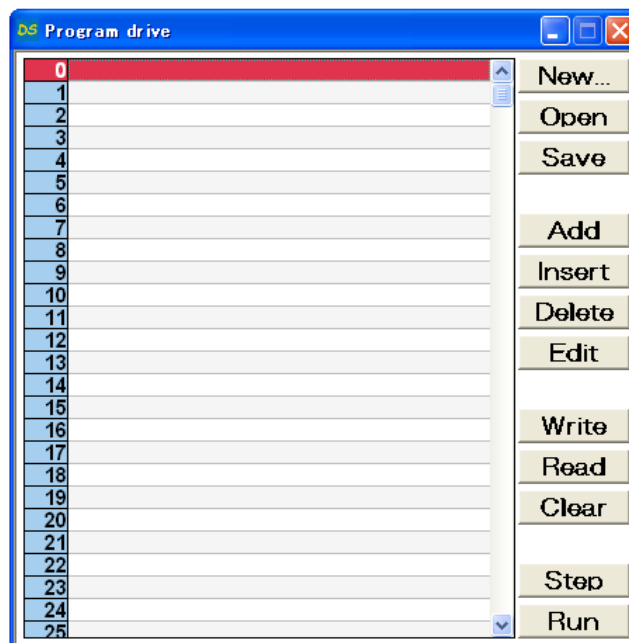 DS Program drive
0
1
2
3
4
5
6
7
8
9
10
11
12
13
14
15
16
17
18
19
20
21
22
23
24
25
New...
Open
Save
Add
Insert
Delete
Edit
Write
Read
Clear
Step
Run